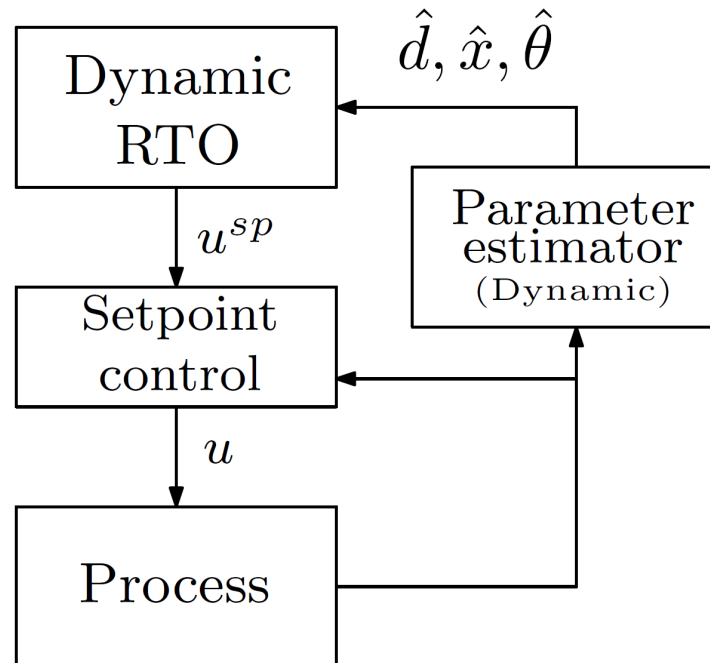 Dynamic
RTO
d̂, x̂, θ̂
Parameter
estimator
(Dynamic)
u^{sp}
Setpoint
control
u
Process